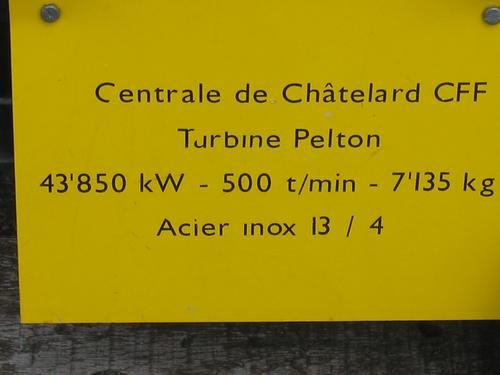 Centrale de Châtelard CFF
Turbine Pelton
43'850 kW - 500 t/min - 7'135 kg
Acier inox 13 / 4